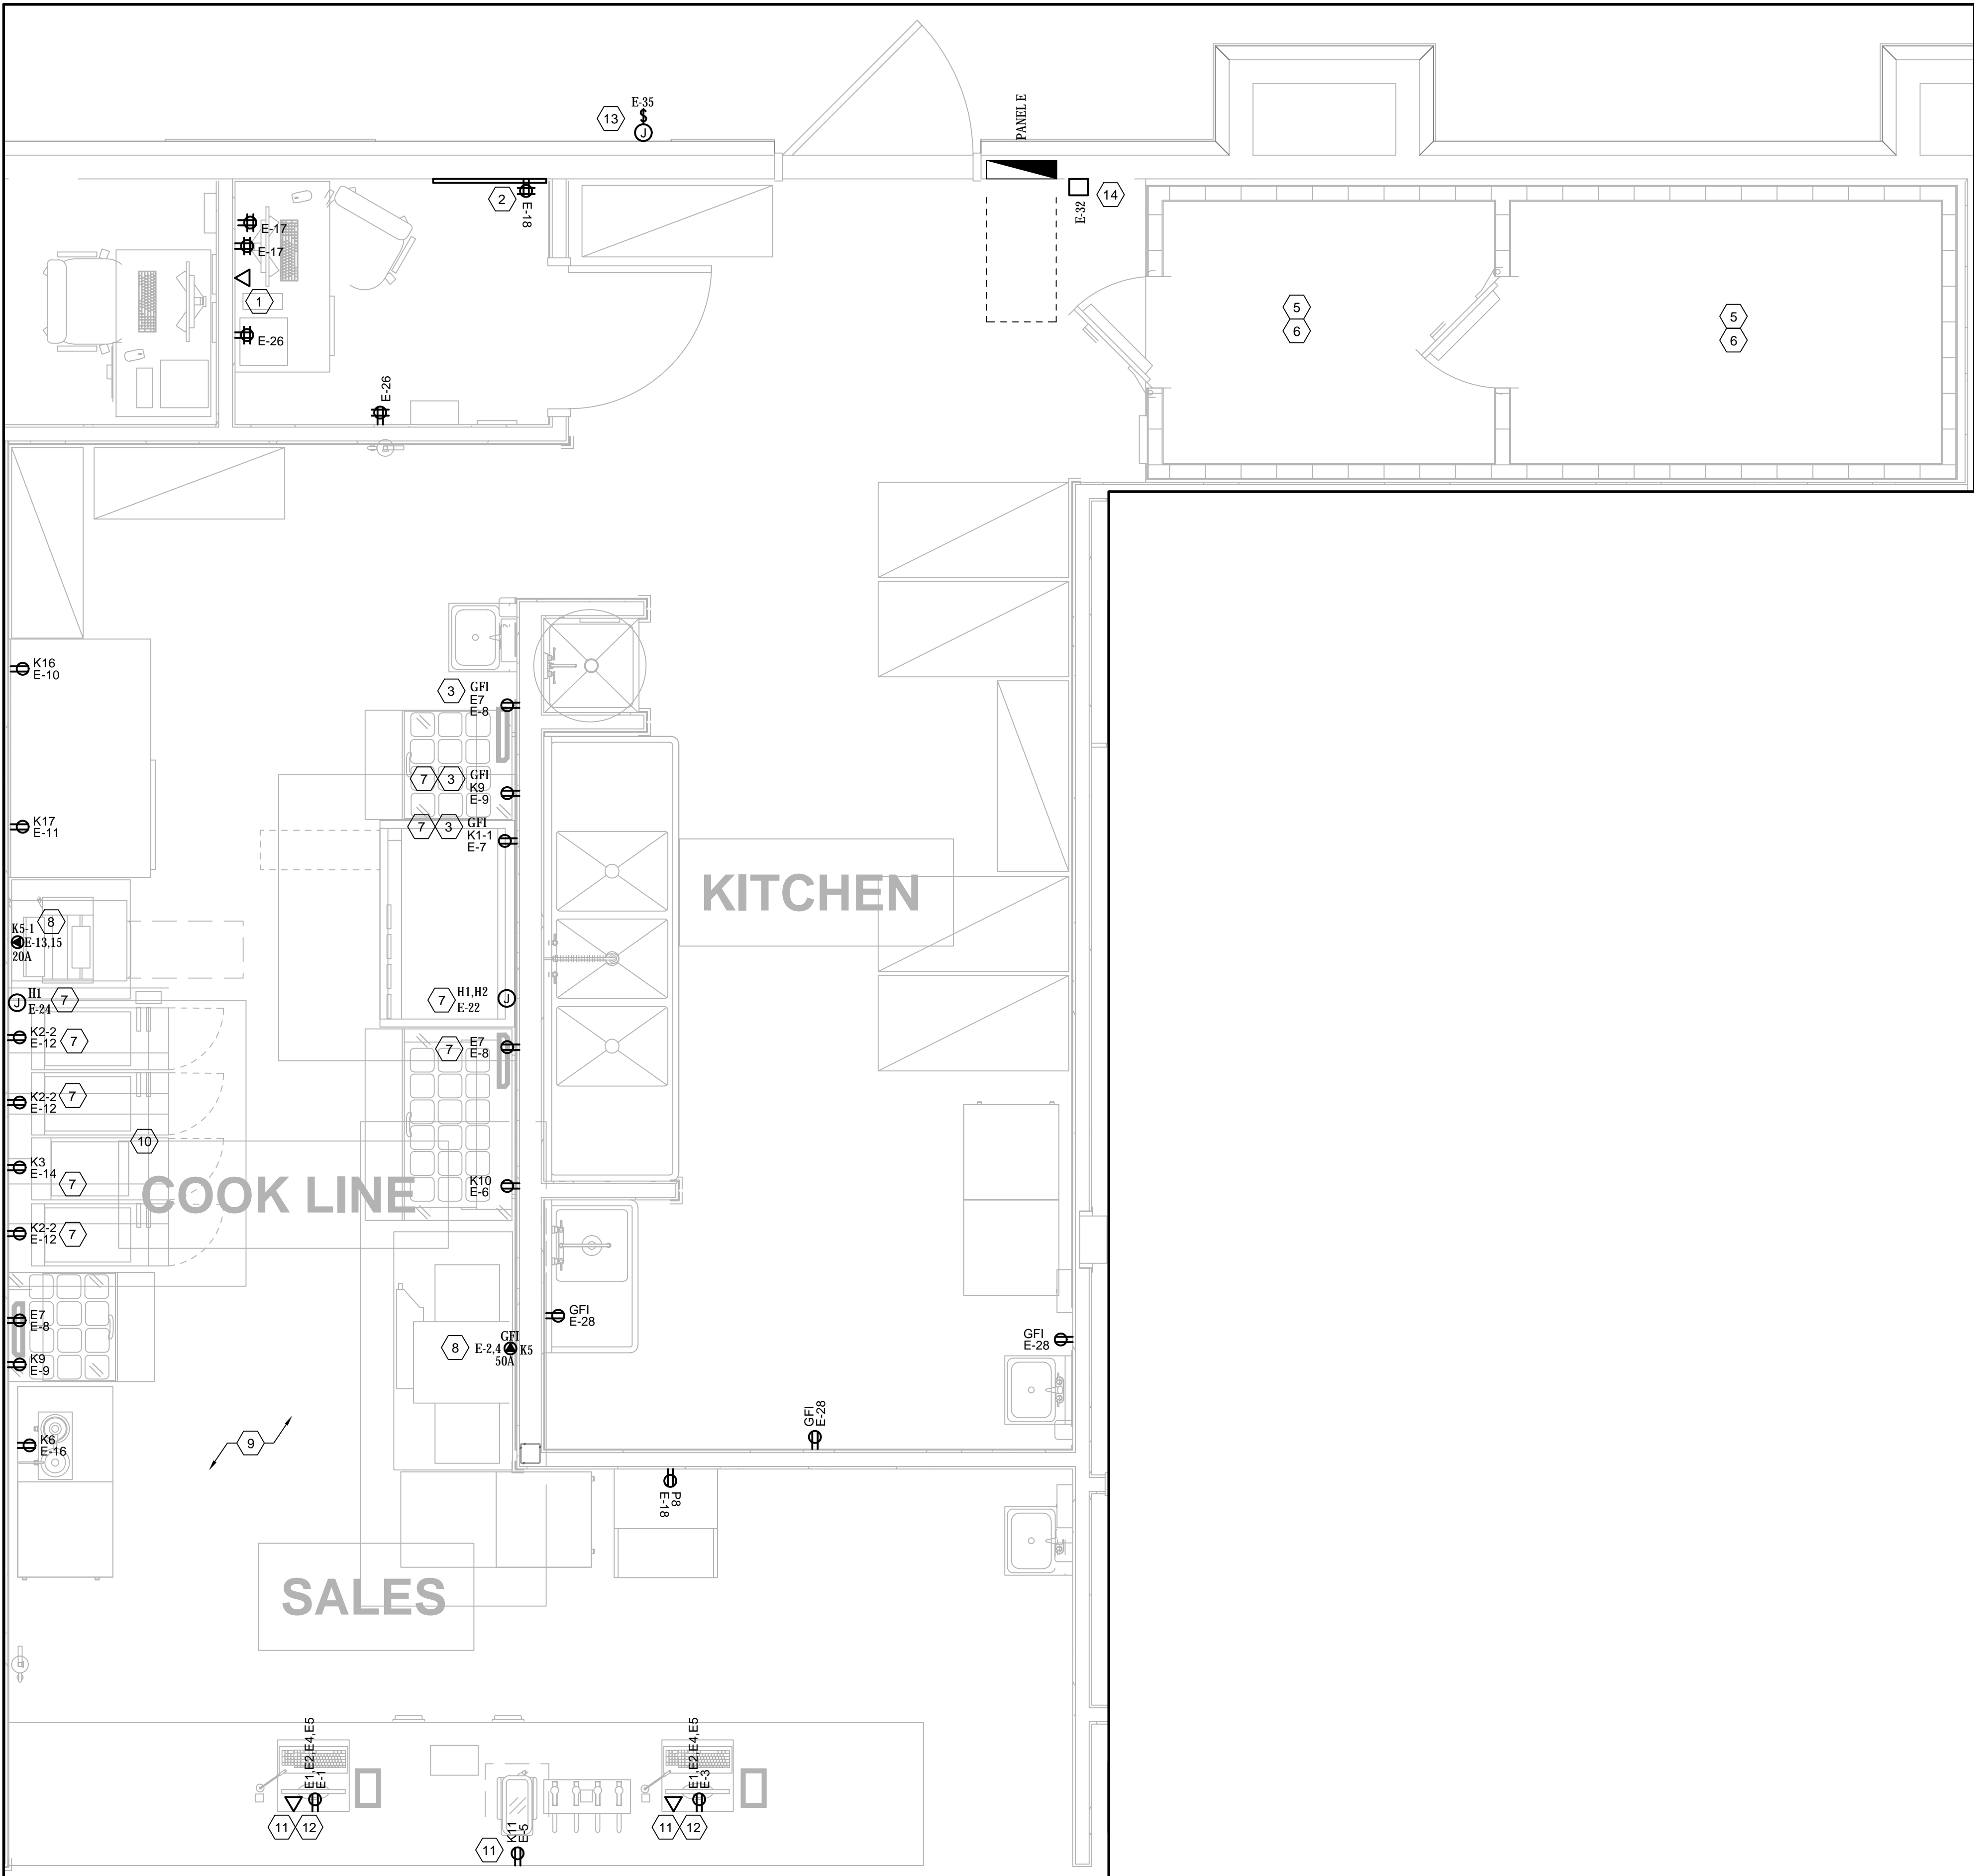 E-35
13
PANEL E
2
E-18
E-32
14
E-17
E-17
1
E-26
E-26
5
6
5
6
K16
E-10
3
GFI
E7
E-8
7
3
GFI
K9
E-9
K17
E-11
7
3
GFI
K1-1
E-7
KITCHEN
8
K5-1
E-13,15
20A
J
H1
7
E-24
7
H1,H2
E-22
J
K2-2
E-12
7
7
E7
E-8
K2-2
E-12
7
10
K3
E-14
7
COOK LINE
K10
E-6
K2-2
E-12
7
E7
E-8
GFI
E-28
8
E-2,4
GFI
K5
50A
GFI
E-28
K9
E-9
9
K6
E-16
GFI
E-28
P8
E-18
SALES
E1,E2,E4,E5
E-1
11
12
K11
E-5
11
E1,E2,E4,E5
E-3
11
12
J
$